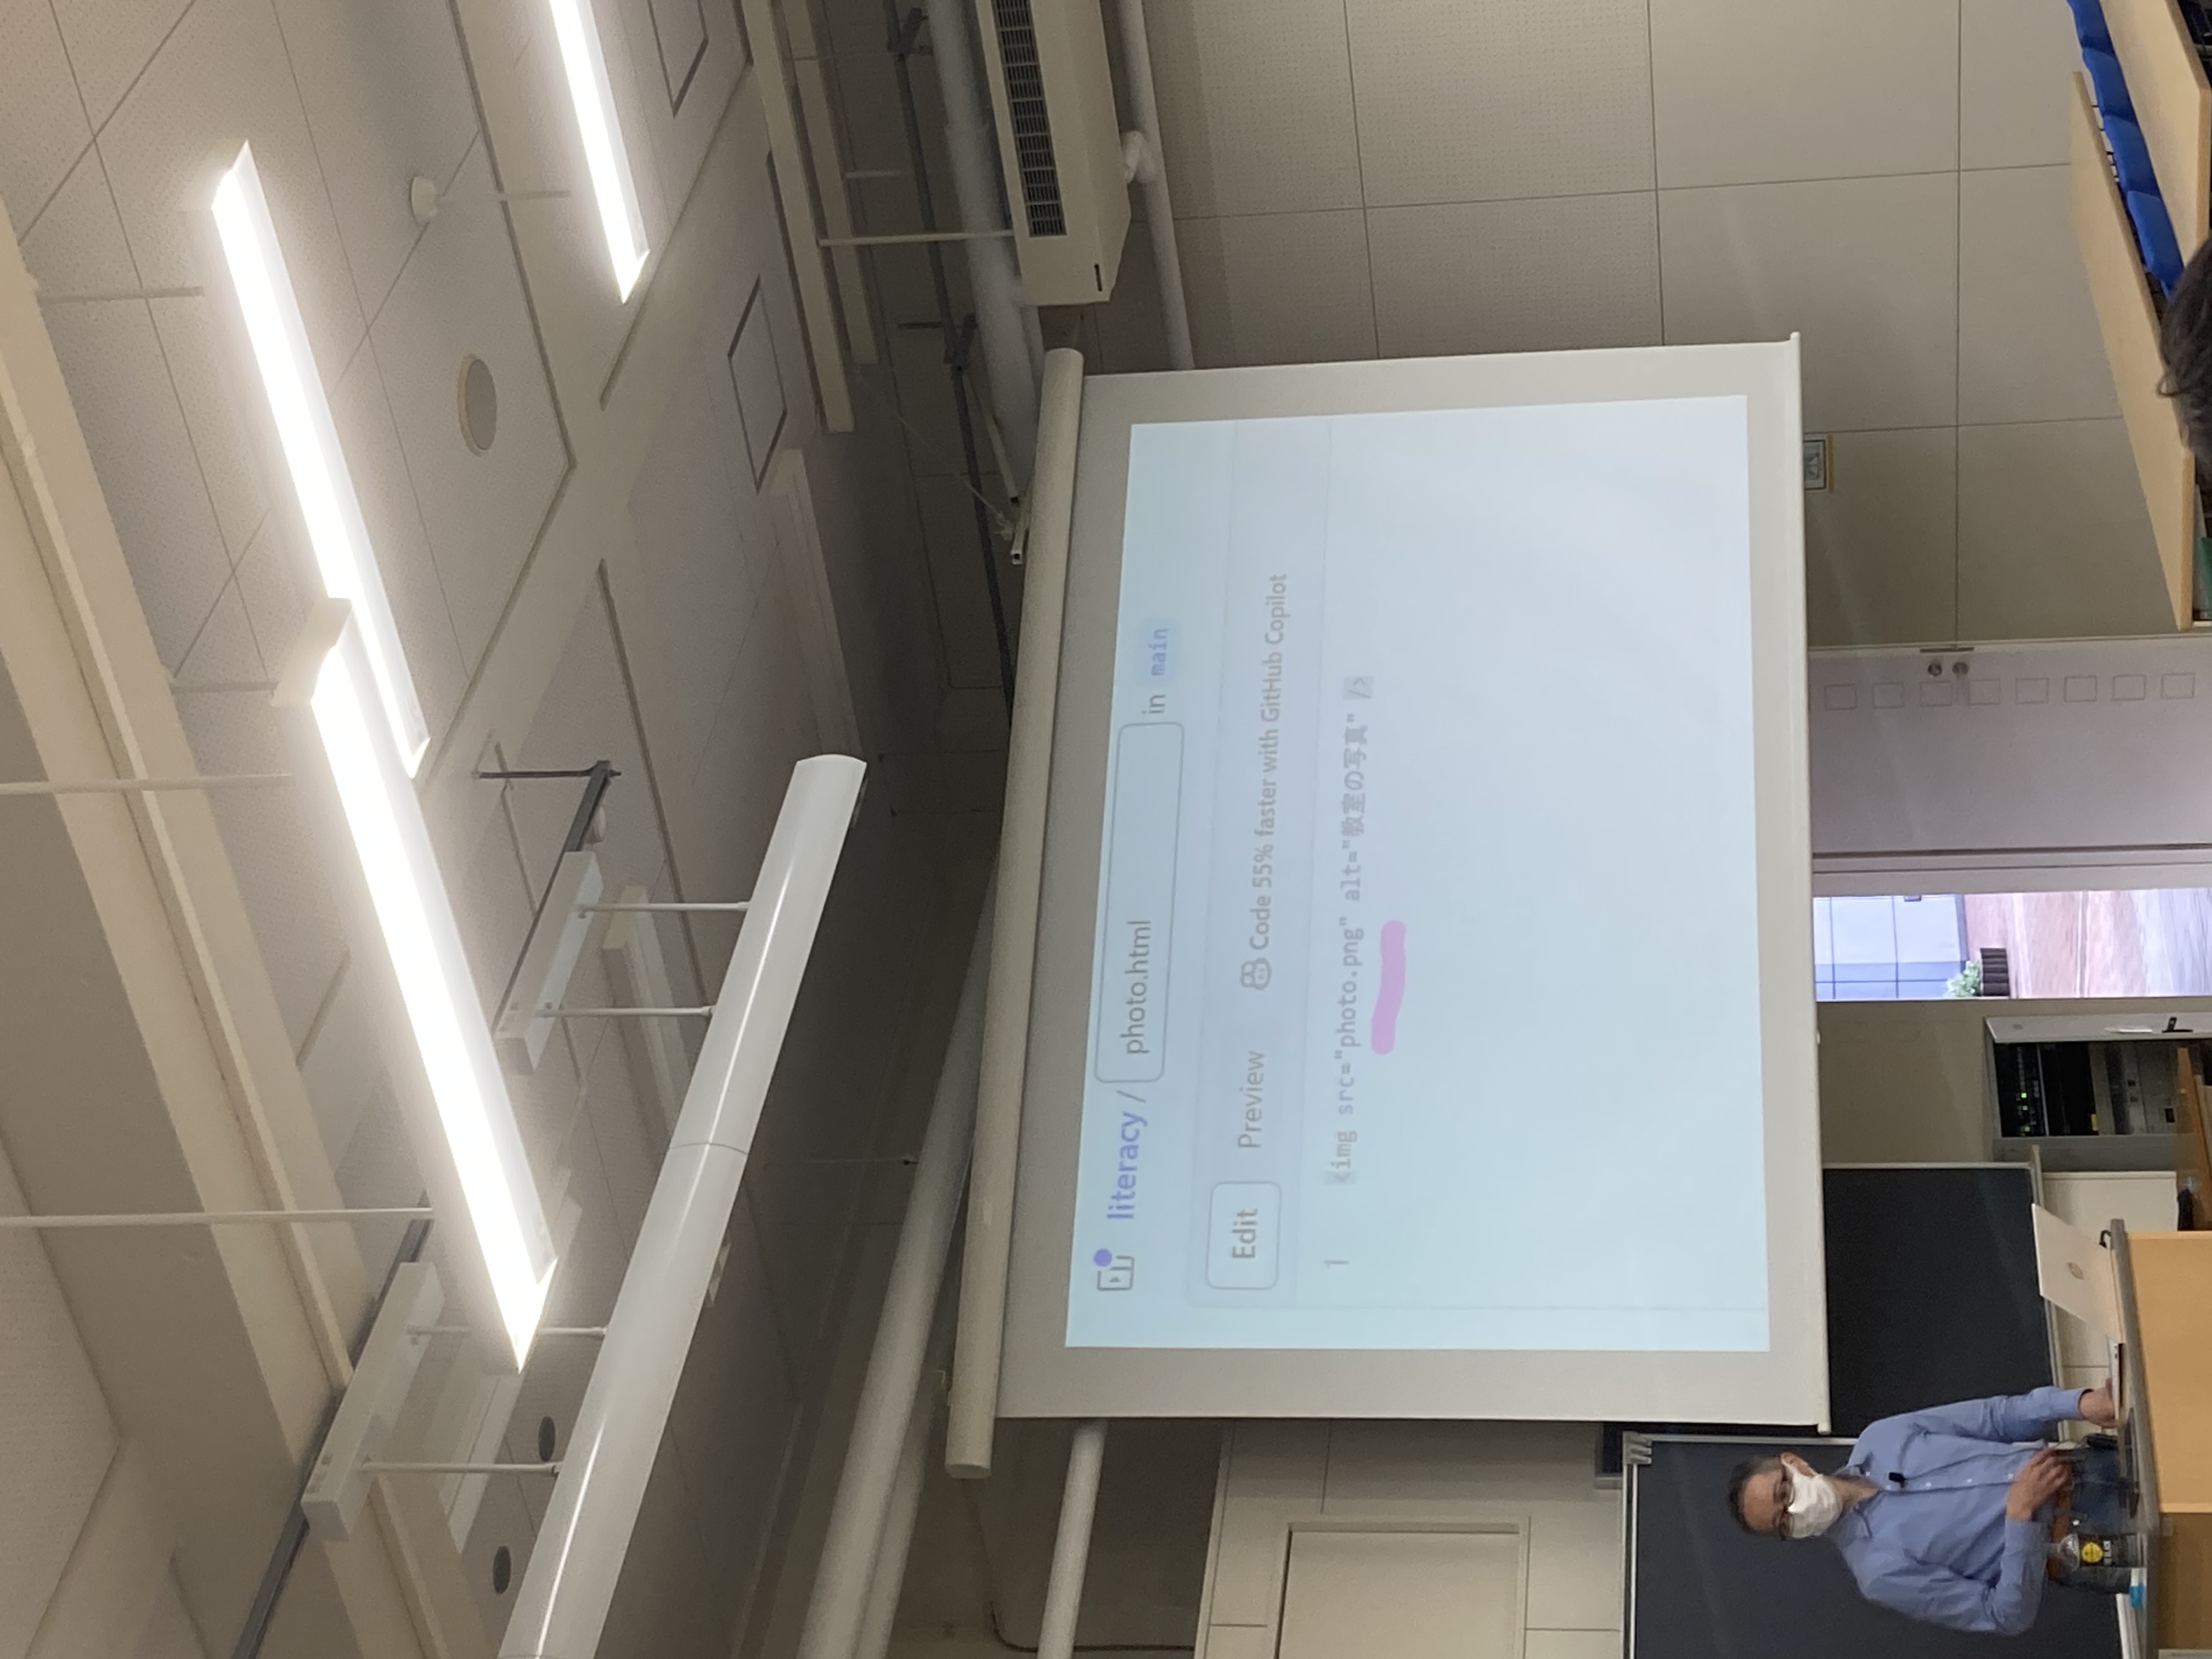 literacy / photo.html in main
Edit Preview Code 55% faster with GitHub Copilot
1 <img src="photo.png" alt="教室の写真" />